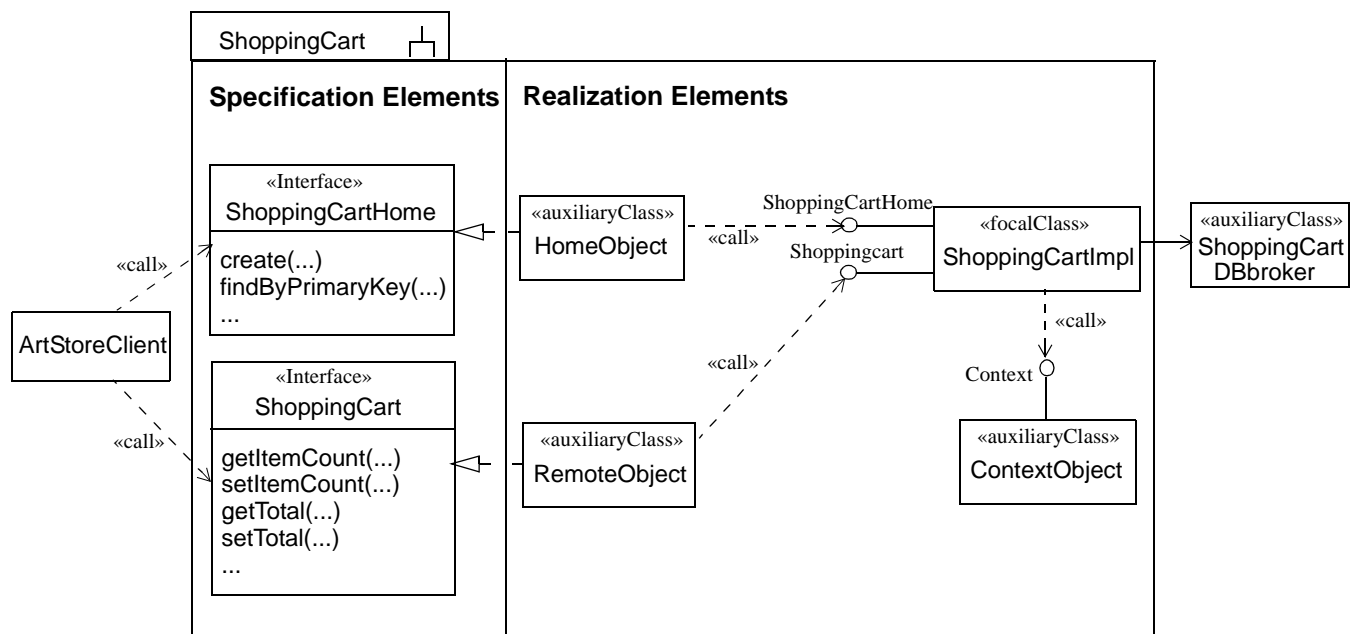 ShoppingCart
Specification Elements
Realization Elements
«Interface»
ShoppingCartHome
create(...)
findByPrimaryKey(...)
...
«auxiliaryClass»
HomeObject
«call»
ShoppingCartHome
Shoppingcart
«focalClass»
ShoppingCartImpl
«auxiliaryClass»
ShoppingCart
DBbroker
«call»
ArtStoreClient
«call»
«call»
«call»
Context
«Interface»
ShoppingCart
getItemCount(...)
setItemCount(...)
getTotal(...)
setTotal(...)
...
«auxiliaryClass»
RemoteObject
«auxiliaryClass»
ContextObject